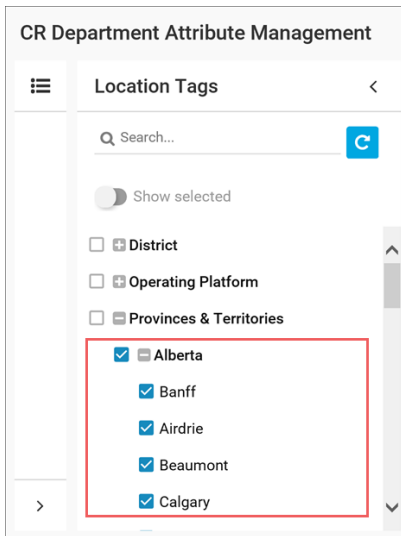 CR Department Attribute Management
Location Tags
Search...
Show selected
District
Operating Platform
Provinces & Territories
Alberta
Banff
Airdrie
Beaumont
Calgary